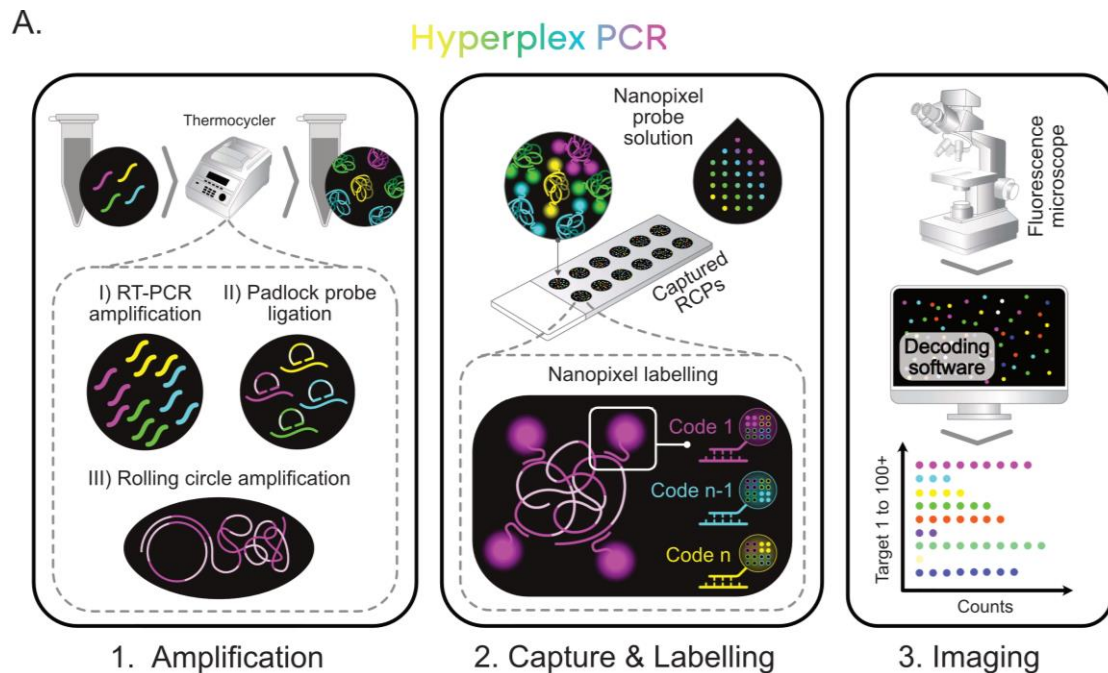 A.
Hyperplex PCR
Thermocycler
I) RT-PCR
amplification
II) Padlock probe
ligation
III) Rolling circle amplification
1. Amplification
Nanopixel
probe
solution
Captured
RCPs
Nanopixel labelling
Code 1
Code n-1
Code n
2. Capture & Labelling
Fluorescence
microscope
Decoding
software
Target 1 to 100+
Counts
3. Imaging